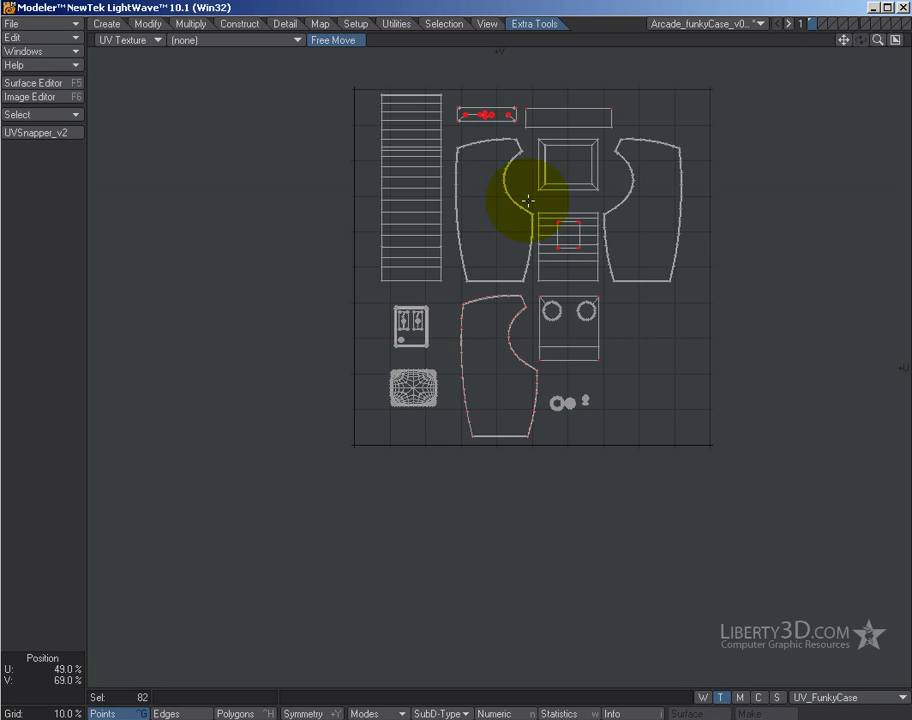 Modeler™ NewTek LightWave™ 10.1 (Win32)
File Create Modify Multiply Construct Detail Map Setup Utilities Selection View Extra Tools Arcade_funkyCase_v0..* 1
Edit UV Texture (none) Free Move
Windows
Help
Surface Editor F5
Image Editor F6
Select
UVSnapper_v2
+V
+U
LIBERTY3D.COM
Computer Graphic Resources
Position
U: 49.0 %
V: 69.0 %
Sel: 82 W T M C S UV_FunkyCase
Grid: 10.0 % Points ^G Edges Polygons ^H Symmetry +Y Modes SubD-Type Numeric n Statistics w Info i Surface Make